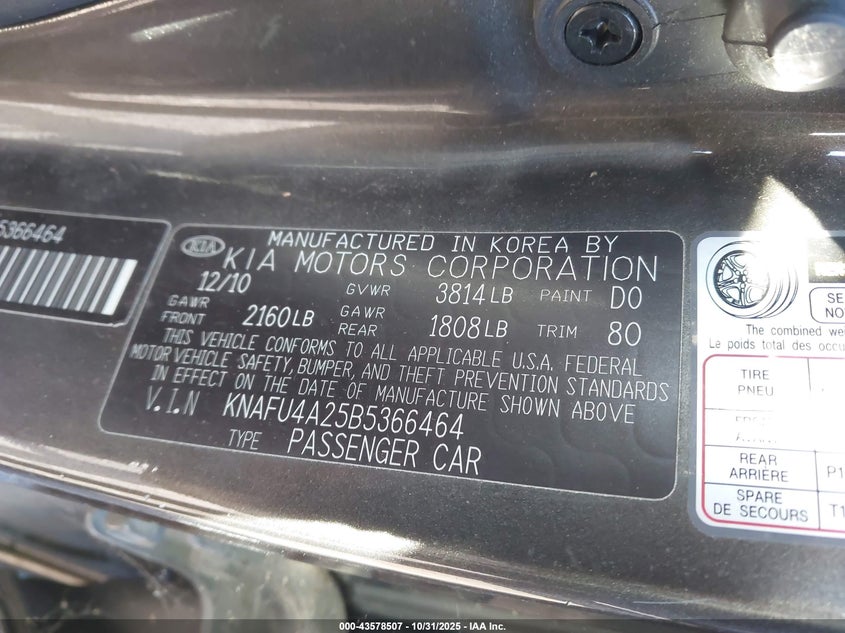 5366464
KIA
MANUFACTURED IN KOREA BY
KIA MOTORS CORPORATION
12/10 GVWR 3814LB PAINT D0
GAWR FRONT 2160LB GAWR REAR 1808LB TRIM 80
THIS VEHICLE CONFORMS TO ALL APPLICABLE U.S.A. FEDERAL
MOTOR VEHICLE SAFETY, BUMPER, AND THEFT PREVENTION STANDARDS
IN EFFECT ON THE DATE OF MANUFACTURE SHOWN ABOVE
V.I.N KNAFU4A25B5366464
TYPE PASSENGER CAR
The combined
Le poids total des
TIRE
PNEU
REAR
ARRIÈRE
SPARE
DE SECOURS
000-43578507 - 10/31/2025 - IAA Inc.